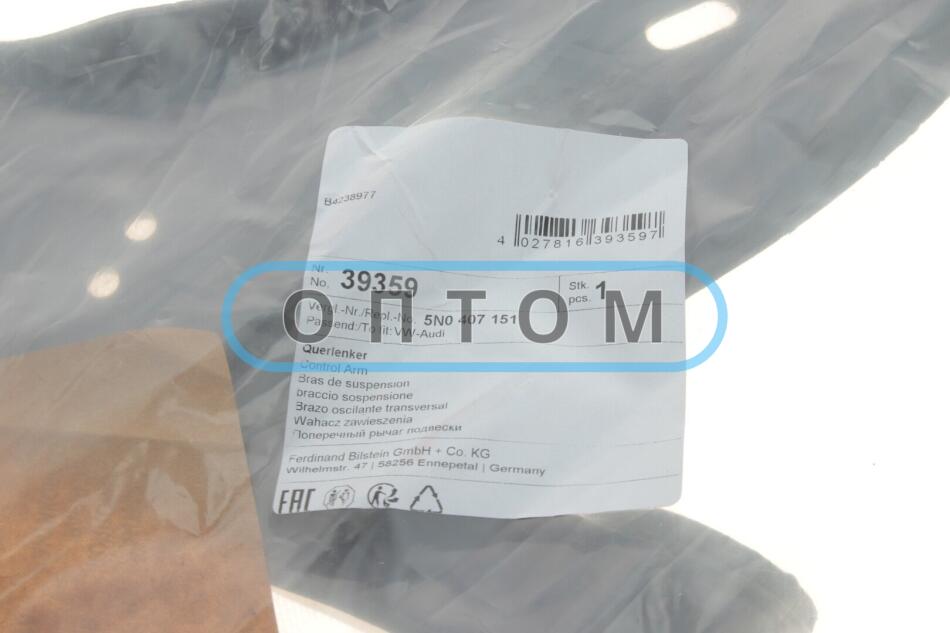 B4238977
4 027816 393597
Nr.
No. 39359
Stk.
pcs. 1
Vergl.-Nr./Repl.-No. 5N0 407 151
Passend:/To fit: VW-Audi
ОПТОМ
Querlenker
Control Arm
Bras de suspension
braccio sospensione
Brazo oscilante transversal
Wahacz zawieszenia
Поперечный рычаг подвески
Ferdinand Bilstein GmbH + Co. KG
Wilhelmstr. 47 | 58256 Ennepetal | Germany
EAC